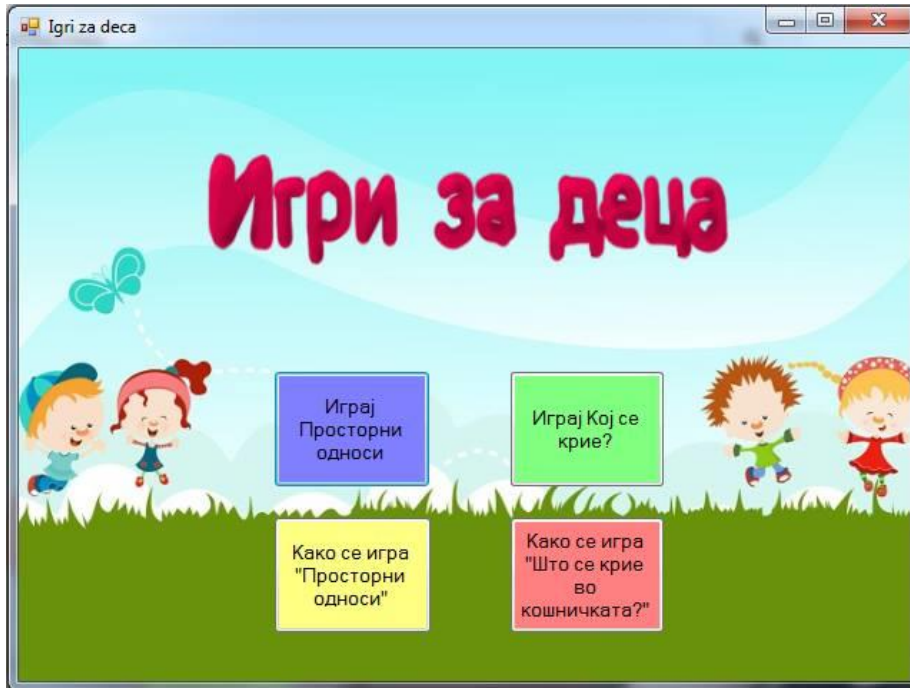 Igri za deca
Игри за деца
Играј
Просторни
односи
Играј Кој се
крие?
Како се игра
"Просторни
односи"
Како се игра
"Што се крие
во
кошничката?"